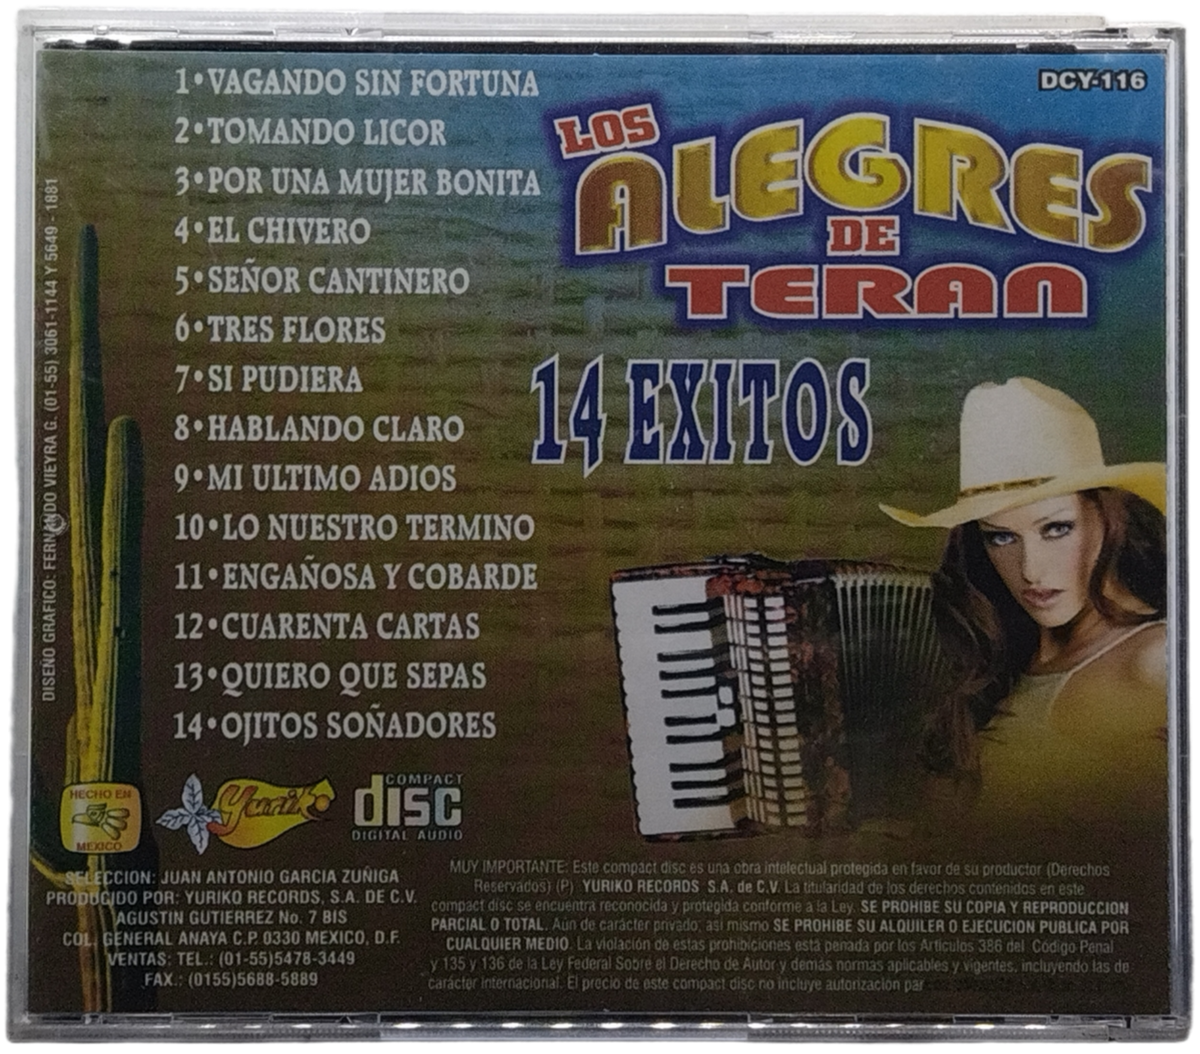 1•VAGANDO SIN FORTUNA
2•TOMANDO LICOR
3•POR UNA MUJER BONITA
4•EL CHIVERO
5•SEÑOR CANTINERO
6•TRES FLORES
7•SI PUDIERA
8•HABLANDO CLARO
9•MI ULTIMO ADIOS
10•LO NUESTRO TERMINO
11•ENGAÑOSA Y COBARDE
12•CUARENTA CARTAS
13•QUIERO QUE SEPAS
14•OJITOS SOÑADORES
DCY-116
LOS
ALEGRES
DE
TERAN
14 EXITOS
DISEÑO GRAFICO: FERNANDO VIEYRA G. (01-55) 3061-1144 Y 5649 - 1881
HECHO EN
MEXICO
Yuriko
COMPACT
disc
DIGITAL AUDIO
SELECCION: JUAN ANTONIO GARCIA ZUÑIGA
PRODUCIDO POR: YURIKO RECORDS, S.A. DE C.V.
AGUSTIN GUTIERREZ No. 7 BIS
COL. GENERAL ANAYA C.P. 0330 MEXICO, D.F.
VENTAS: TEL.: (01-55)5478-3449
FAX.: (0155)5688-5889
MUY IMPORTANTE: Este compact disc es una obra intelectual protegida en favor de su productor (Derechos
Reservados) (P) YURIKO RECORDS S.A. de C.V. La titularidad de los derechos contenidos en este
compact disc se encuentra reconocida y protegida conforme a la Ley. SE PROHIBE SU COPIA Y REPRODUCCION
PARCIAL O TOTAL. Aún de carácter privado, así mismo SE PROHIBE SU ALQUILER O EJECUCION PUBLICA POR
CUALQUIER MEDIO. La violación de estas prohibiciones está penada por los Artículos 386 del Código Penal
y 135 y 136 de la Ley Federal Sobre el Derecho de Autor y demás normas aplicables y vigentes, incluyendo las de
carácter internacional. El precio de este compact disc no incluye autorización par